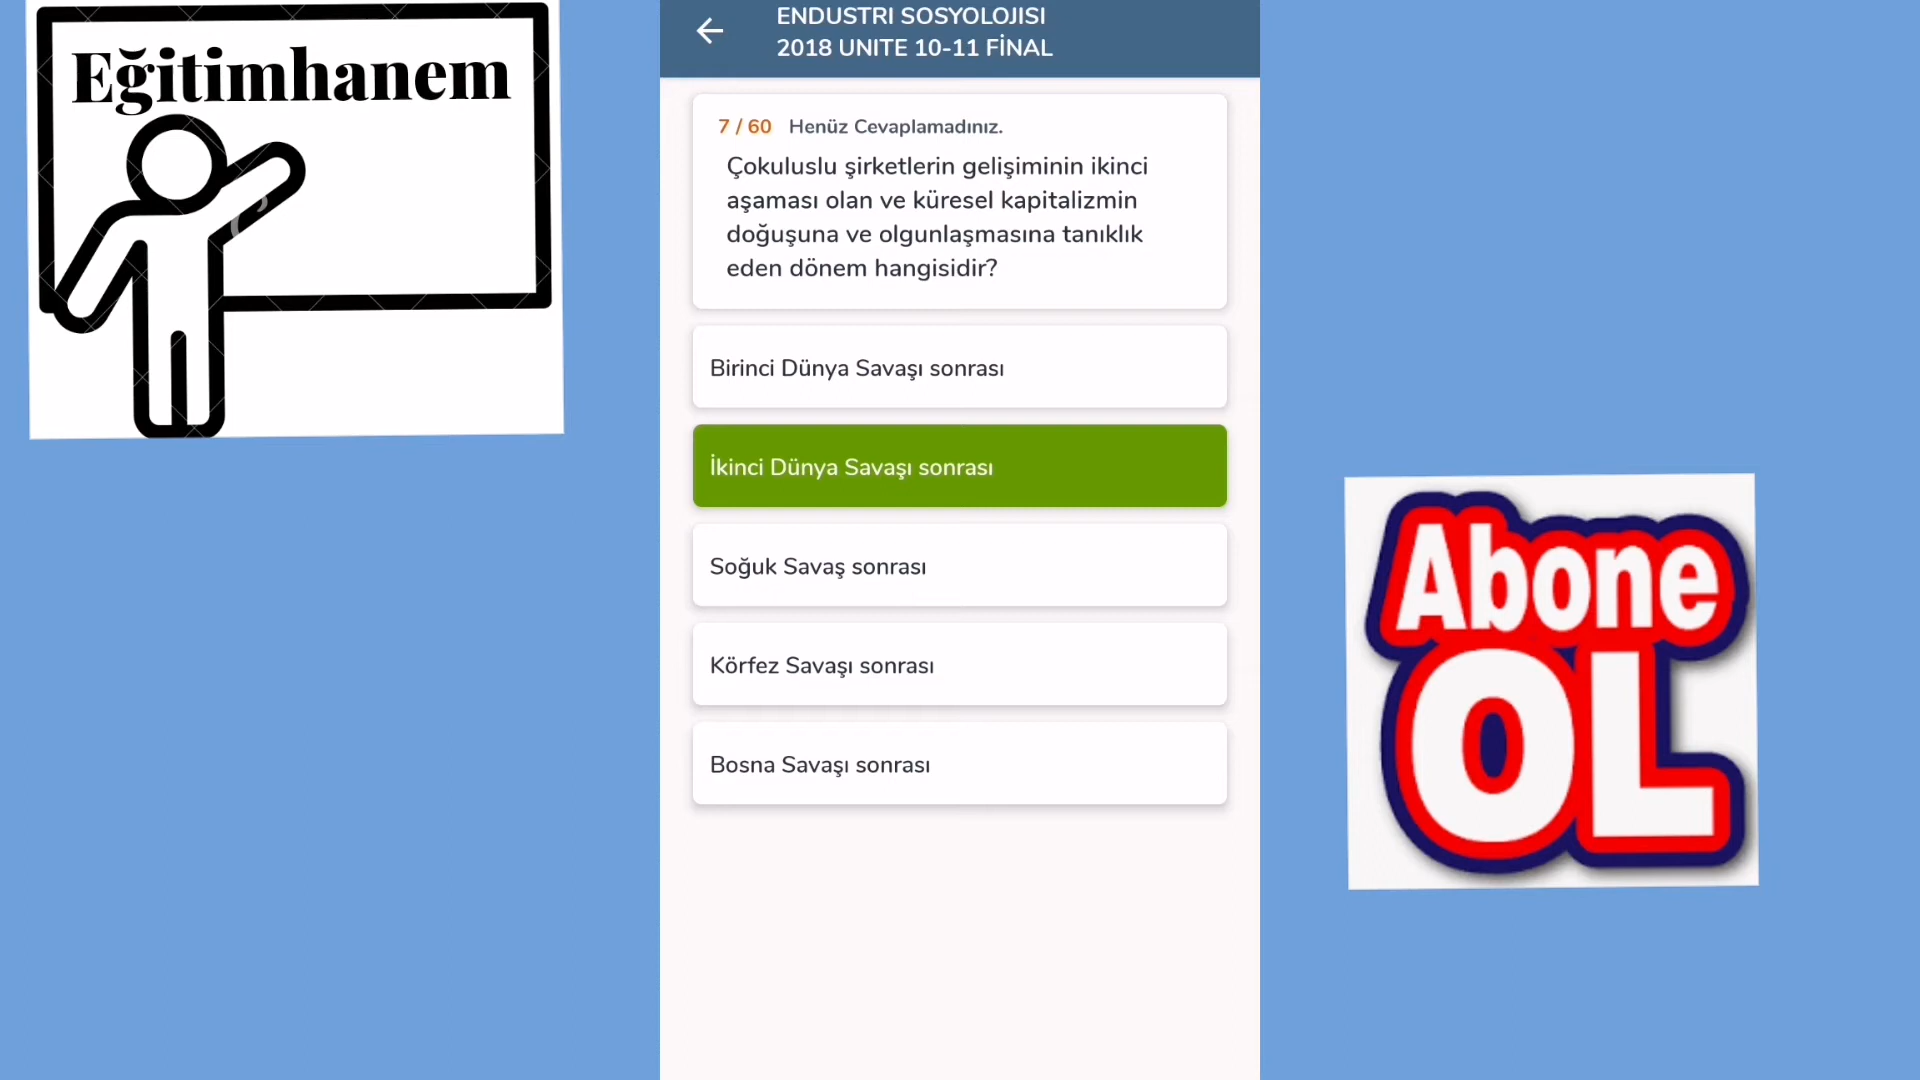 Eğitimhanem
ENDUSTRI SOSYOLOJISI
2018 UNITE 10-11 FİNAL
7 / 60 Henüz Cevaplamadınız.
Çokuluslu şirketlerin gelişiminin ikinci
aşaması olan ve küresel kapitalizmin
doğuşuna ve olgunlaşmasına tanıklık
eden dönem hangisidir?
Birinci Dünya Savaşı sonrası
İkinci Dünya Savaşı sonrası
Soğuk Savaş sonrası
Körfez Savaşı sonrası
Bosna Savaşı sonrası
Abone
OL